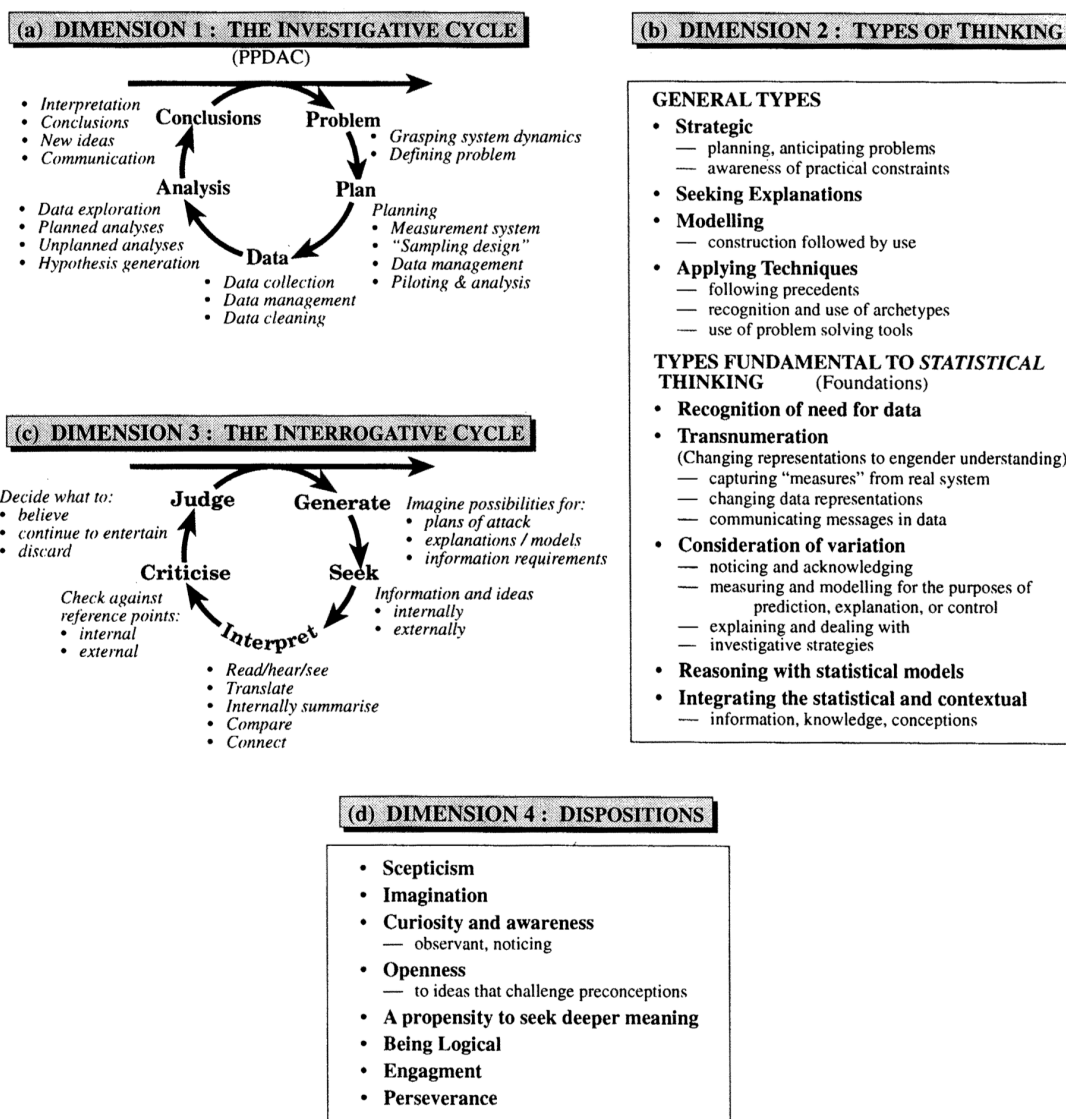 (a) DIMENSION 1 : THE INVESTIGATIVE CYCLE
(PPDAC)
• Interpretation
• Conclusions
• New ideas
• Communication
Conclusions
Problem
• Grasping system dynamics
• Defining problem
Analysis
Plan
• Data exploration
• Planned analyses
• Unplanned analyses
• Hypothesis generation
Planning
• Measurement system
• “Sampling design”
• Data management
• Piloting & analysis
Data
• Data collection
• Data management
• Data cleaning
(b) DIMENSION 2 : TYPES OF THINKING
GENERAL TYPES
• Strategic
— planning, anticipating problems
— awareness of practical constraints
• Seeking Explanations
• Modelling
— construction followed by use
• Applying Techniques
— following precedents
— recognition and use of archetypes
— use of problem solving tools
TYPES FUNDAMENTAL TO STATISTICAL
THINKING (Foundations)
• Recognition of need for data
• Transnumeration
(Changing representations to engender understanding)
— capturing “measures” from real system
— changing data representations
— communicating messages in data
• Consideration of variation
— noticing and acknowledging
— measuring and modelling for the purposes of
prediction, explanation, or control
— explaining and dealing with
— investigative strategies
• Reasoning with statistical models
• Integrating the statistical and contextual
— information, knowledge, conceptions
(c) DIMENSION 3 : THE INTERROGATIVE CYCLE
Decide what to:
• believe
• continue to entertain
• discard
Judge
Generate
Imagine possibilities for:
• plans of attack
• explanations / models
• information requirements
Criticise
Seek
Check against
reference points:
• internal
• external
Information and ideas
• internally
• externally
Interpret
• Read/hear/see
• Translate
• Internally summarise
• Compare
• Connect
(d) DIMENSION 4 : DISPOSITIONS
• Scepticism
• Imagination
• Curiosity and awareness
— observant, noticing
• Openness
— to ideas that challenge preconceptions
• A propensity to seek deeper meaning
• Being Logical
• Engagment
• Perseverance